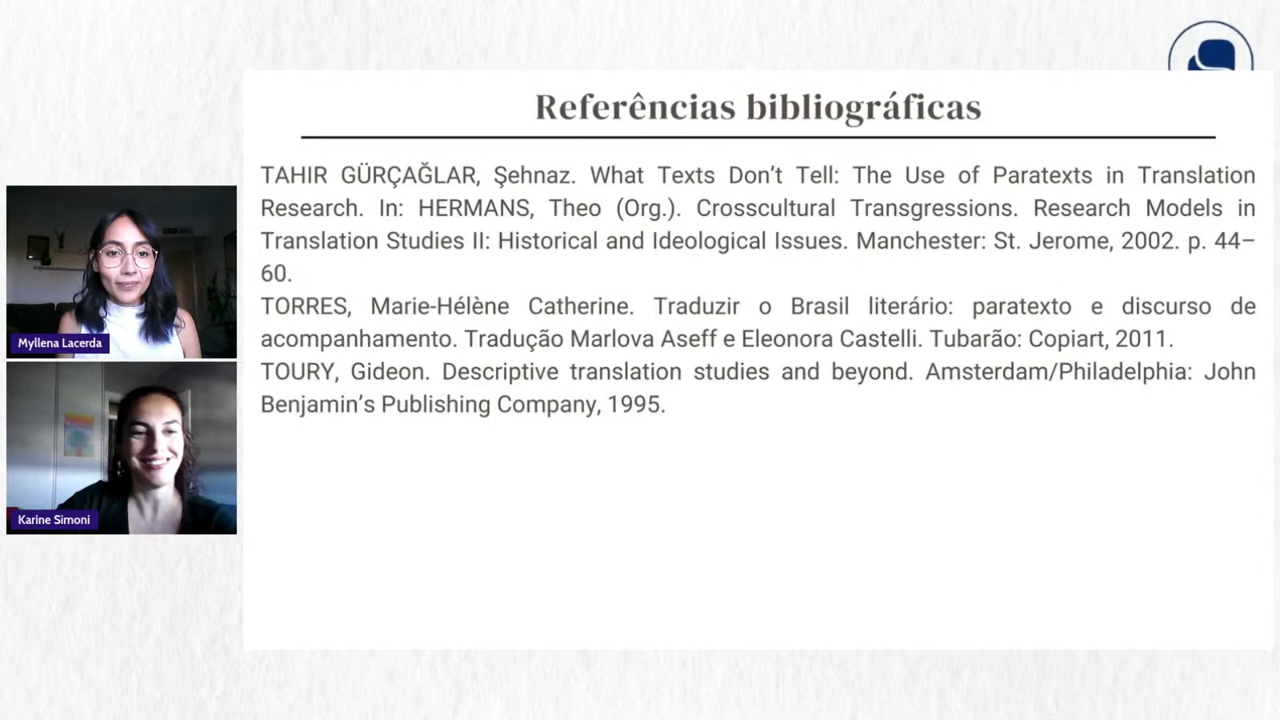 Referências bibliográficas
TAHIR GÜRÇAĞLAR, Şehnaz. What Texts Don’t Tell: The Use of Paratexts in Translation
Research. In: HERMANS, Theo (Org.). Crosscultural Transgressions. Research Models in
Translation Studies II: Historical and Ideological Issues. Manchester: St. Jerome, 2002. p. 44–
60.
TORRES, Marie-Hélène Catherine. Traduzir o Brasil literário: paratexto e discurso de
acompanhamento. Tradução Marlova Aseff e Eleonora Castelli. Tubarão: Copiart, 2011.
TOURY, Gideon. Descriptive translation studies and beyond. Amsterdam/Philadelphia: John
Benjamin’s Publishing Company, 1995.
Myllena Lacerda
Karine Simoni